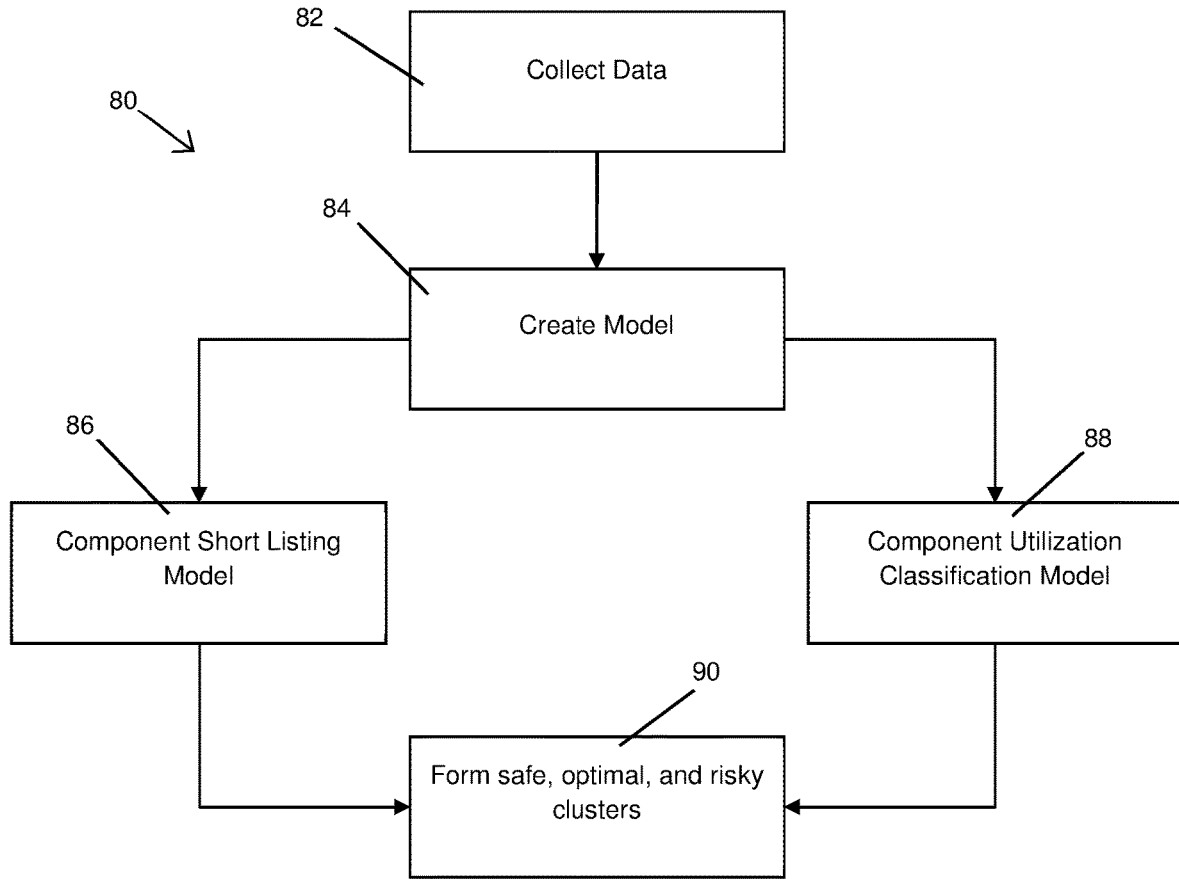 82
Collect Data
80
84
Create Model
86
88
Component Short Listing
Model
Component Utilization
Classification Model
90
Form safe, optimal, and risky
clusters